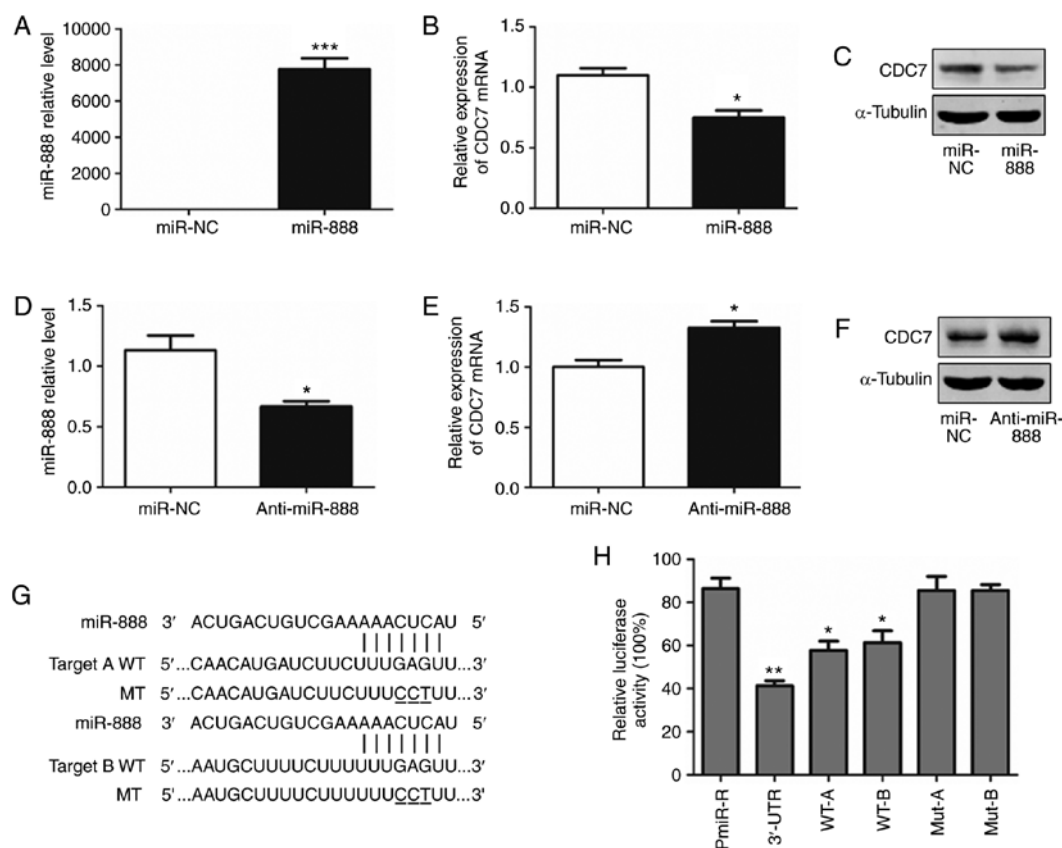 A
miR-888 relative level
10000
8000
6000
4000
2000
0
***
miR-NC
miR-888
B
Relative expression
of CDC7 mRNA
1.5
1.0
0.5
0.0
*
miR-NC
miR-888
C
CDC7
α-Tubulin
miR-
NC
miR-
888
D
miR-888 relative level
1.5
1.0
0.5
0.0
*
miR-NC
Anti-miR-888
E
Relative expression
of CDC7 mRNA
1.5
1.0
0.5
0.0
*
miR-NC
Anti-miR-888
F
CDC7
α-Tubulin
miR-
NC
Anti-miR-
888
G
miR-888 3′ ACUGACUGUCGAAAAACUCAU 5′
Target A WT 5′...CAACAUGAUCUUCUUUUGAGUU...3′
MT 5′...CAACAUGAUCUUCUUUUCCTUU...3′
miR-888 3′ ACUGACUGUCGAAAAACUCAU 5′
Target B WT 5′...AAUGCUUUUCUUUUUUUGAGUU...3′
MT 5′...AAUGCUUUUCUUUUUUUCCTUU...3′
H
Relative luciferase
activity (100%)
100
80
60
40
20
0
**
*
*
PmiR-R
3′-UTR
WT-A
WT-B
Mut-A
Mut-B